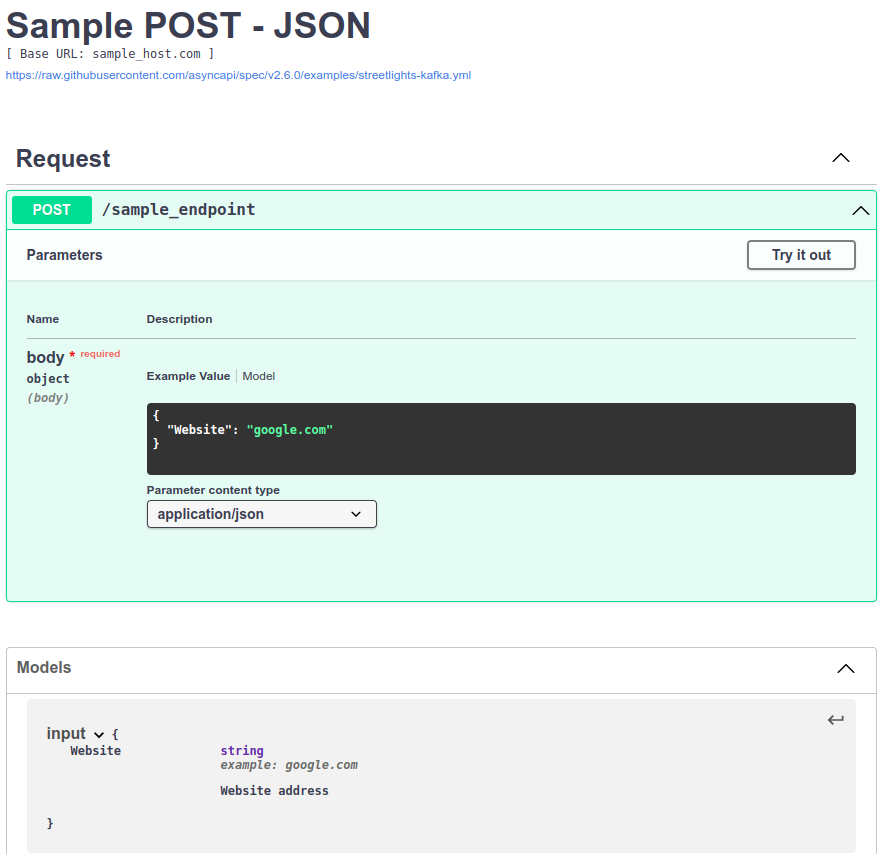 Sample POST - JSON
[ Base URL: sample_host.com ]
https://raw.githubusercontent.com/asyncapi/spec/v2.6.0/examples/streetlights-kafka.yml
Request
POST /sample_endpoint
Parameters Try it out
Name Description
body * required
object
(body)
Example Value Model
{
"Website": "google.com"
}
Parameter content type
application/json
Models
input {
Website string
example: google.com
Website address
}